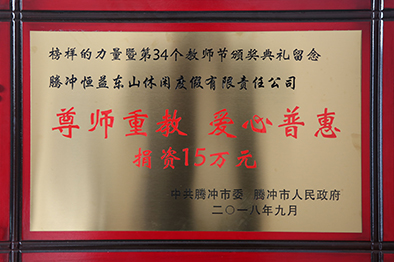 榜样的力量暨第34个教师节颁奖典礼留念
腾冲恒益东山休闲度假有限责任公司
尊师重教 爱心普惠
捐资15万元
中共腾冲市委 腾冲市人民政府
二〇一八年九月